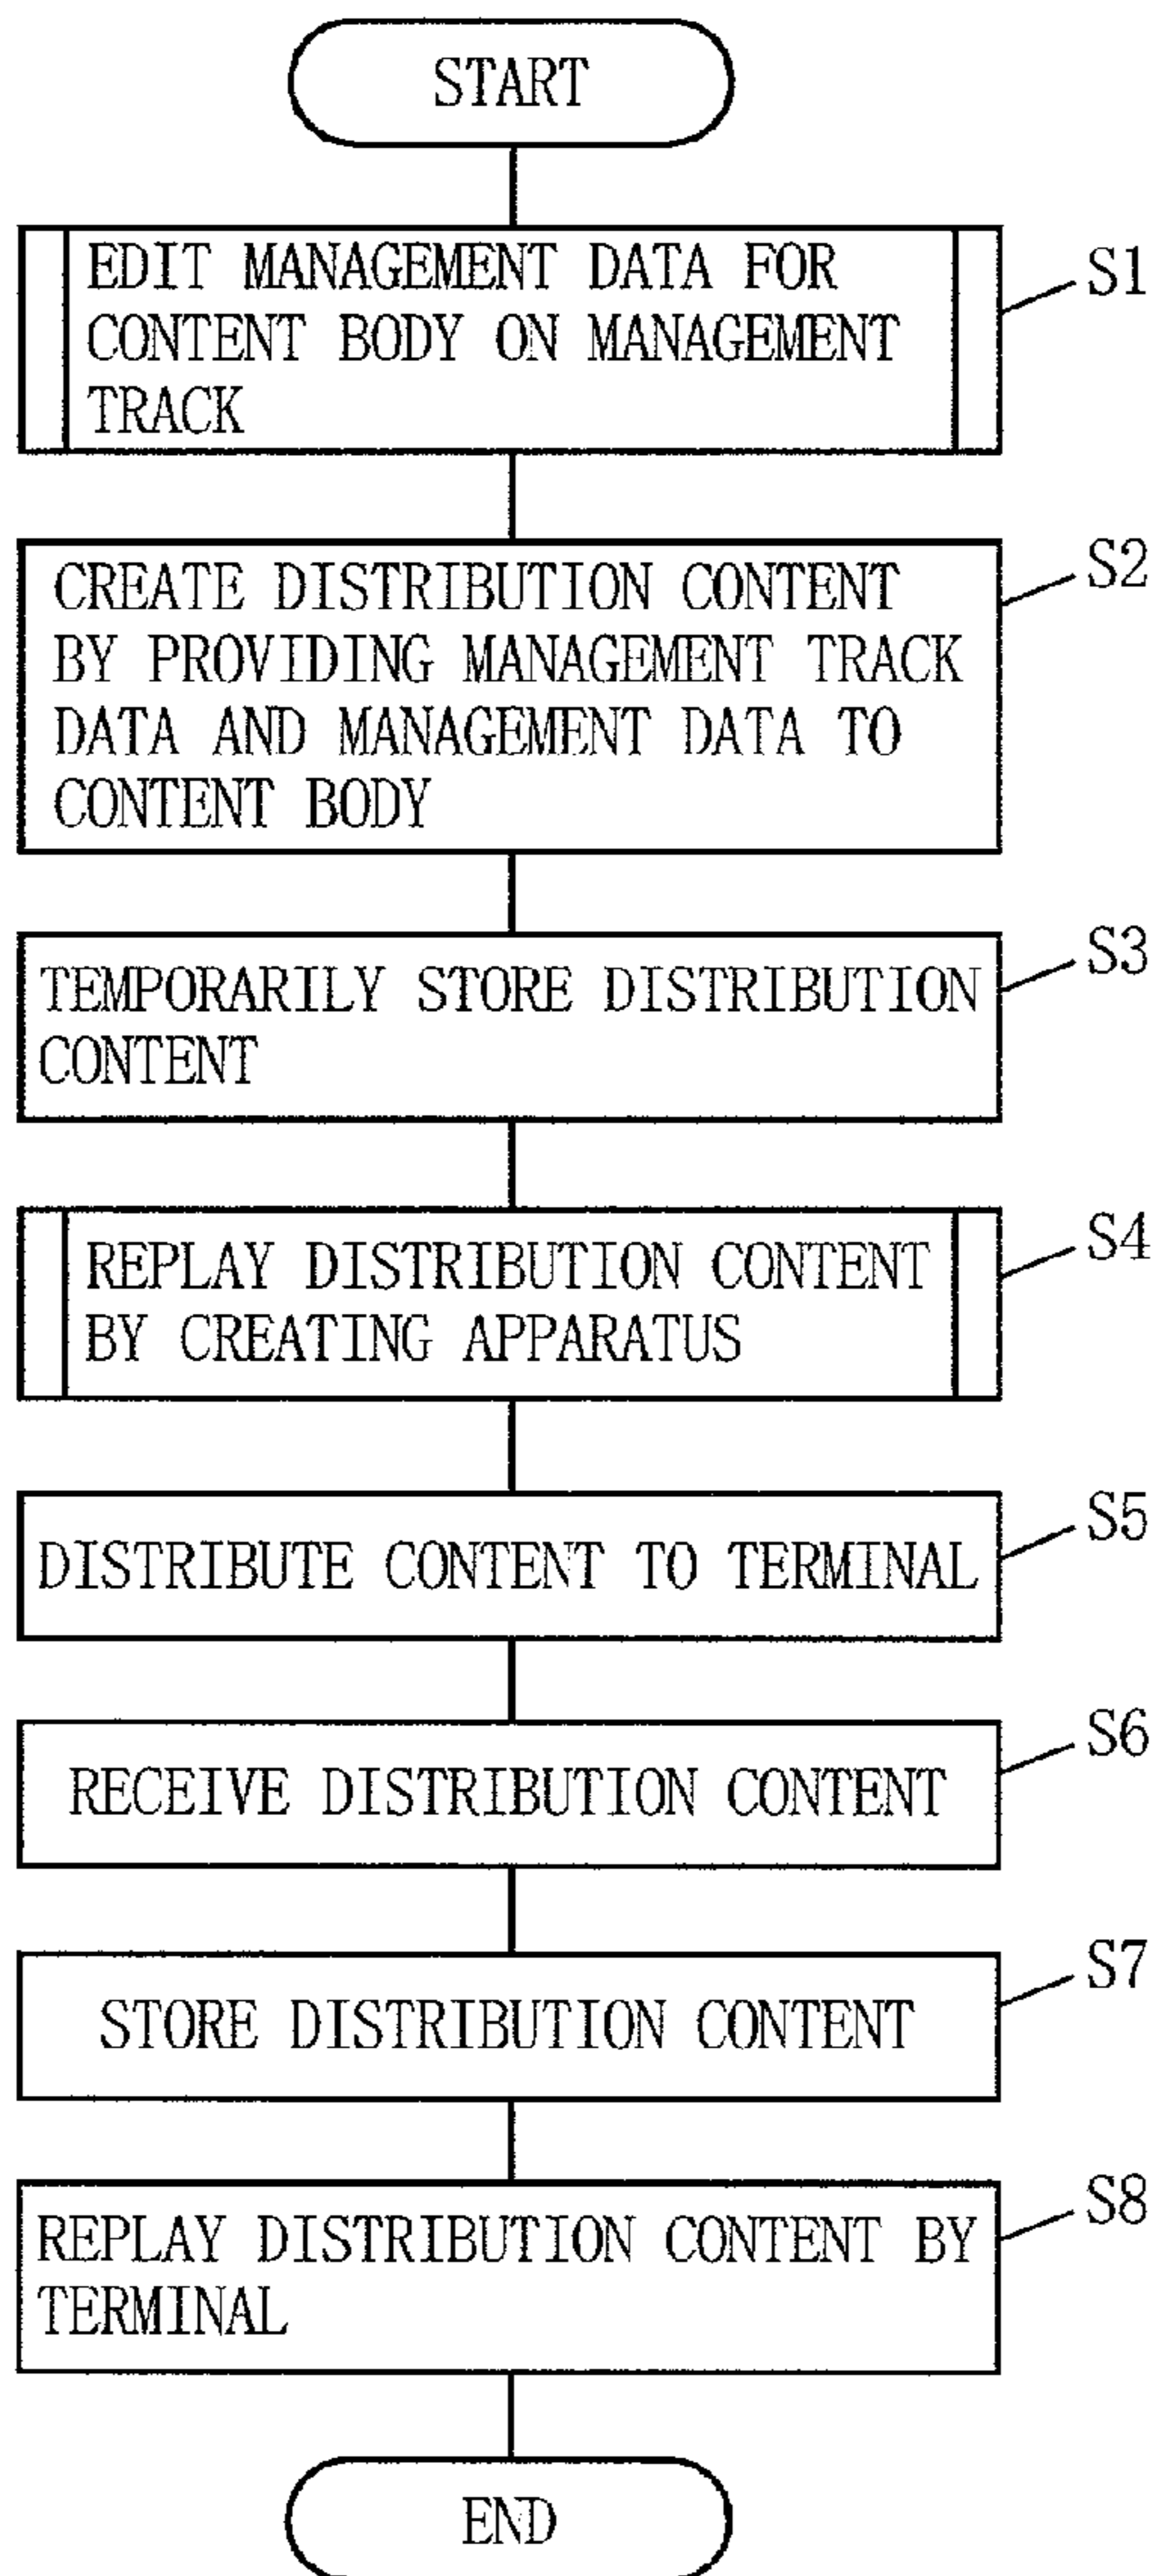 START
EDIT MANAGEMENT DATA FOR
CONTENT BODY ON MANAGEMENT
TRACK
S1
CREATE DISTRIBUTION CONTENT
BY PROVIDING MANAGEMENT TRACK
DATA AND MANAGEMENT DATA TO
CONTENT BODY
S2
TEMPORARILY STORE DISTRIBUTION
CONTENT
S3
REPLAY DISTRIBUTION CONTENT
BY CREATING APPARATUS
S4
DISTRIBUTE CONTENT TO TERMINAL
S5
RECEIVE DISTRIBUTION CONTENT
S6
STORE DISTRIBUTION CONTENT
S7
REPLAY DISTRIBUTION CONTENT BY
TERMINAL
S8
END